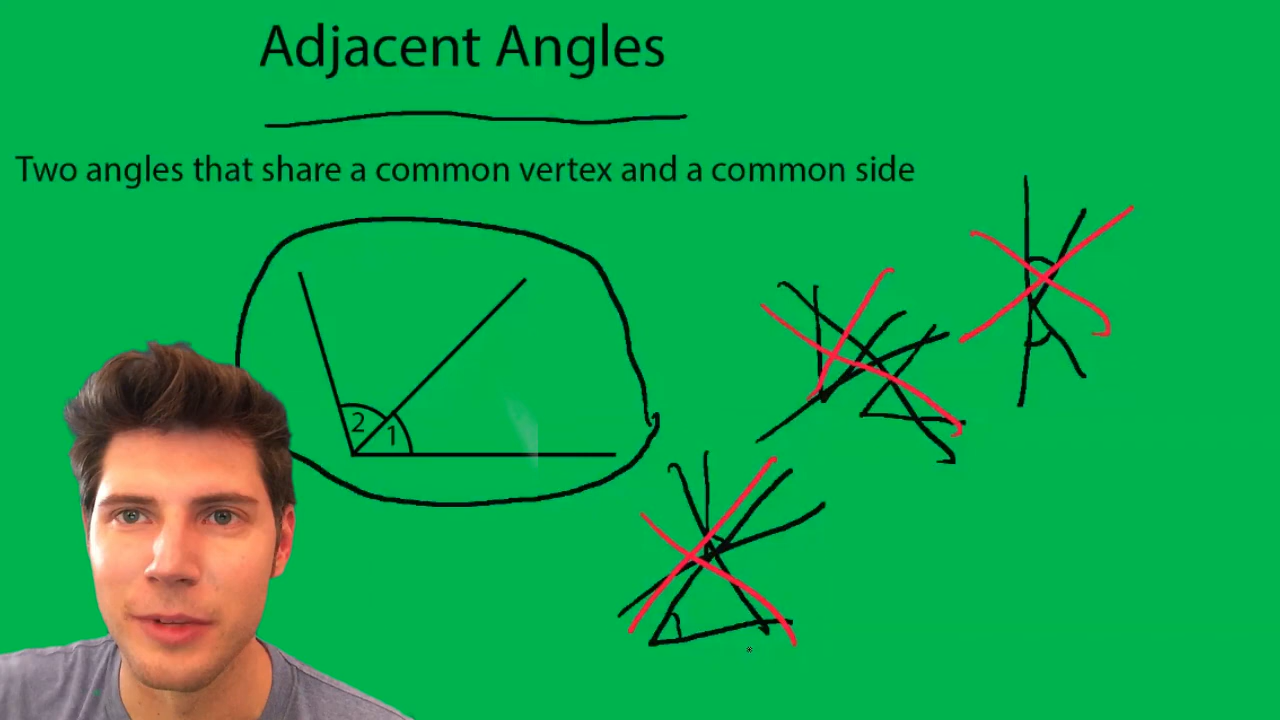 Adjacent Angles
Two angles that share a common vertex and a common side
2
1